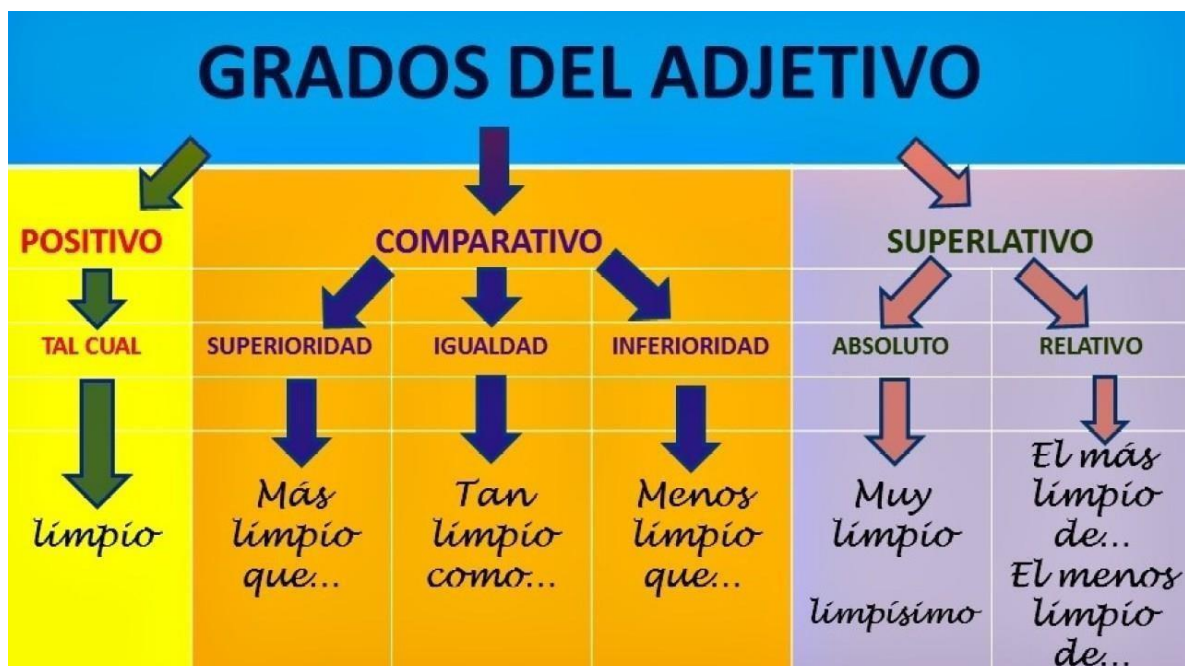 GRADOS DEL ADJETIVO
POSITIVO
COMPARATIVO
SUPERLATIVO
TAL CUAL
SUPERIORIDAD
IGUALDAD
INFERIORIDAD
ABSOLUTO
RELATIVO
limpio
Más
limpio
que...
Tan
limpio
como...
Menos
limpio
que...
Muy
limpio
limpísimo
El más
limpio
de...
El menos
limpio
de...